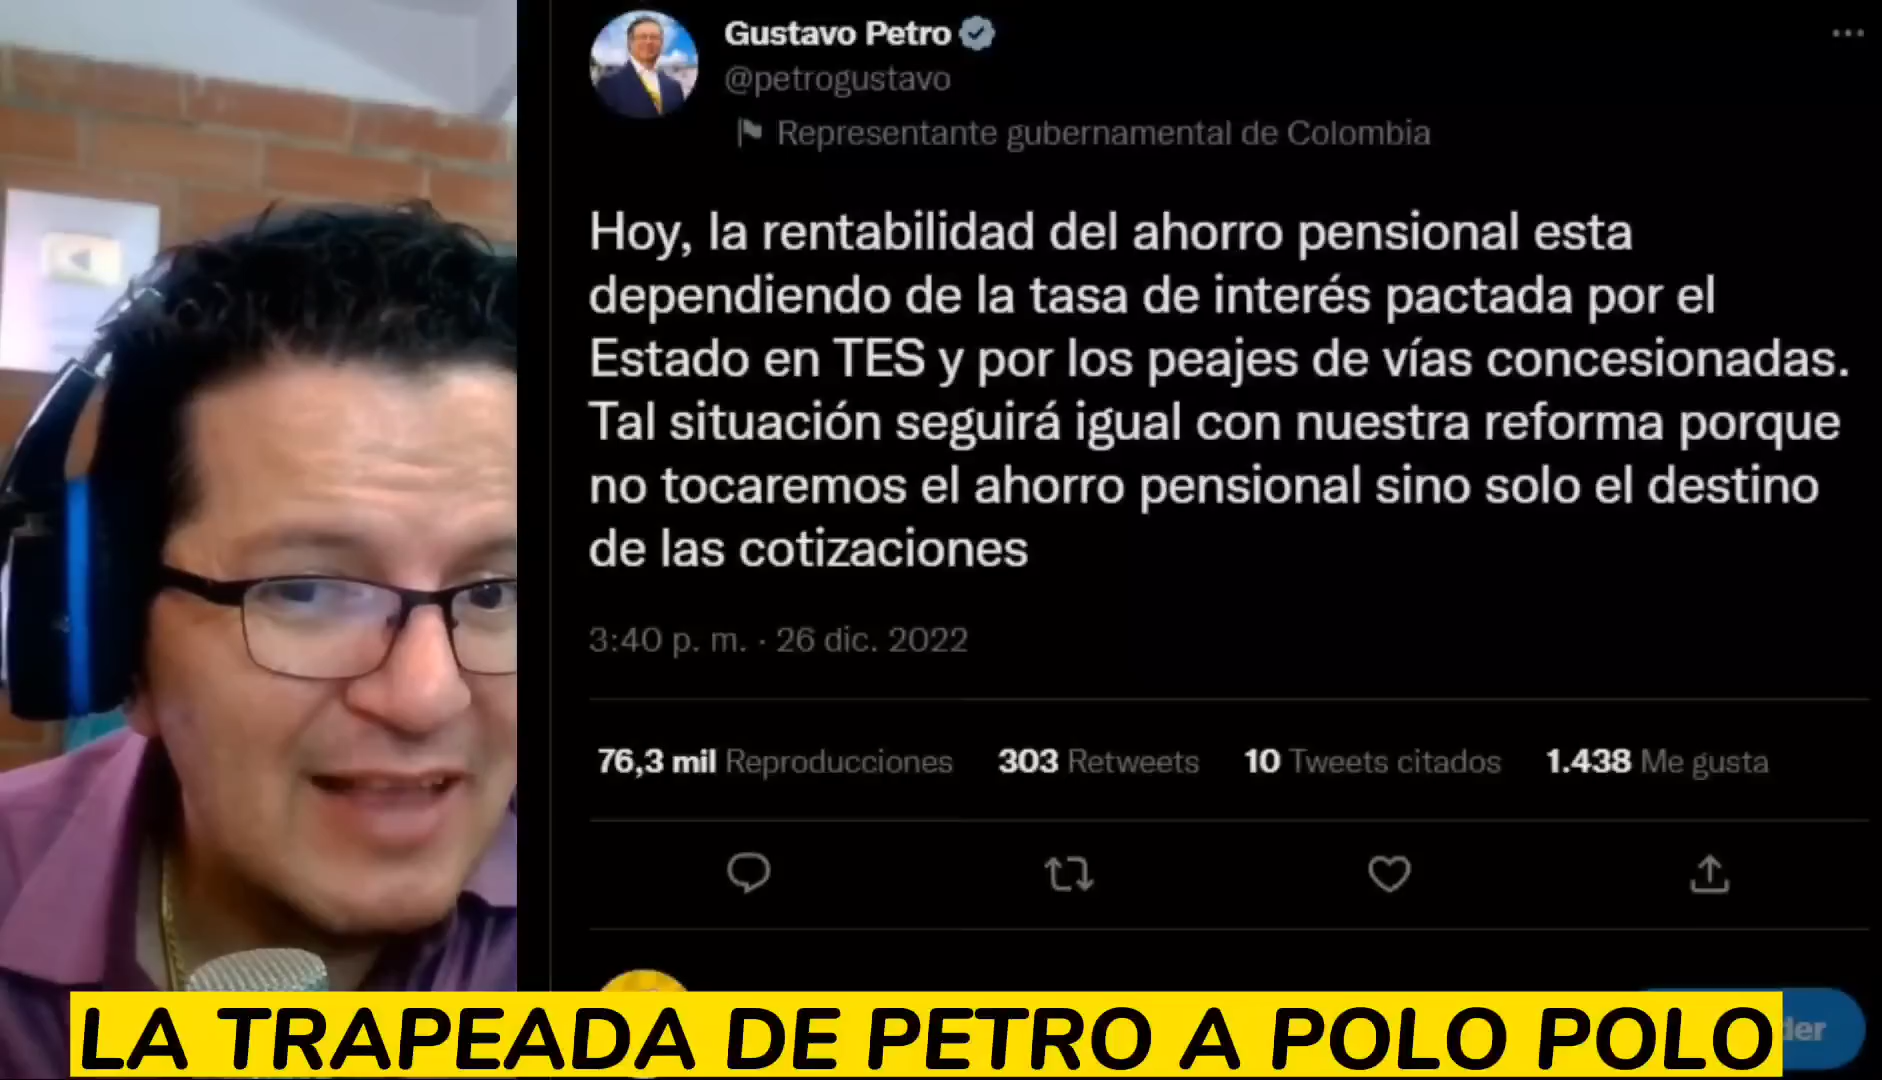 Gustavo Petro
@petrogustavo
Representante gubernamental de Colombia
Hoy, la rentabilidad del ahorro pensional esta
dependiendo de la tasa de interés pactada por el
Estado en TES y por los peajes de vías concesionadas.
Tal situación seguirá igual con nuestra reforma porque
no tocaremos el ahorro pensional sino solo el destino
de las cotizaciones
3:40 p. m. · 26 dic. 2022
76,3 mil Reproducciones 303 Retweets 10 Tweets citados 1.438 Me gusta
LA TRAPEADA DE PETRO A POLO POLO